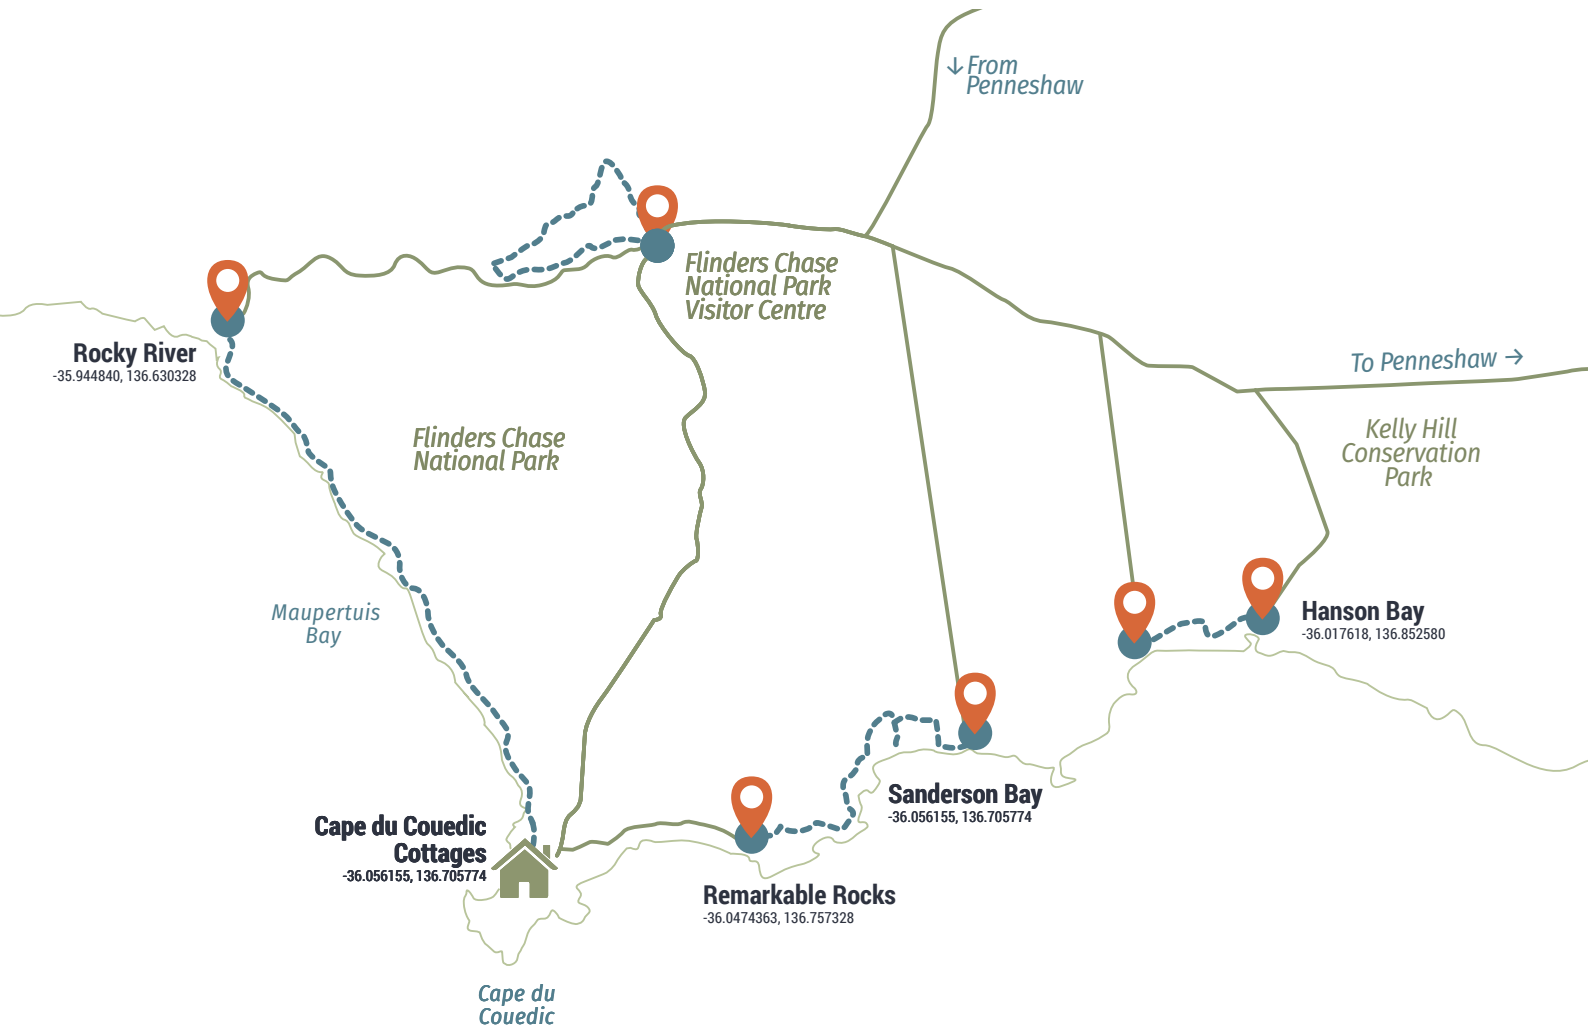 ↓ From
Penneshaw
Flinders Chase
National Park
Visitor Centre
Rocky River
-35.944840, 136.630328
To Penneshaw →
Flinders Chase
National Park
Kelly Hill
Conservation
Park
Maupertuis
Bay
Hanson Bay
-36.017618, 136.852580
Sanderson Bay
-36.056155, 136.705774
Cape du Couedic
Cottages
-36.056155, 136.705774
Remarkable Rocks
-36.0474363, 136.757328
Cape du
Couedic